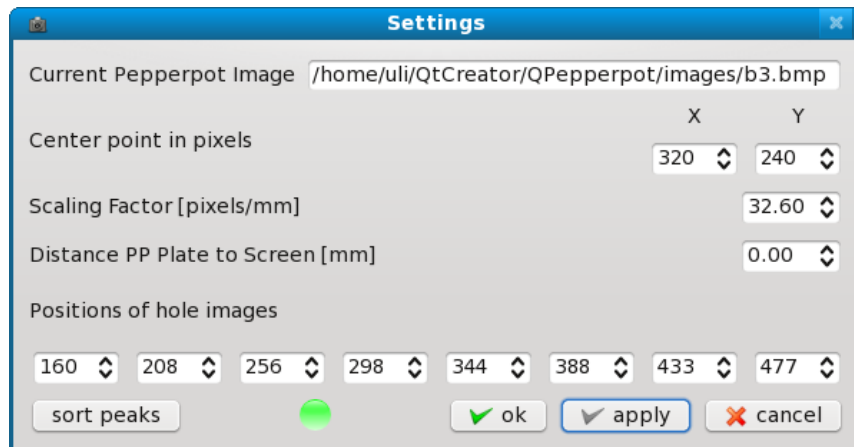 Settings
Current Pepperpot Image /home/uli/QtCreator/QPepperpot/images/b3.bmp
X Y
Center point in pixels
320 240
Scaling Factor [pixels/mm] 32.60
Distance PP Plate to Screen [mm] 0.00
Positions of hole images
160 208 256 298 344 388 433 477
sort peaks ok apply cancel